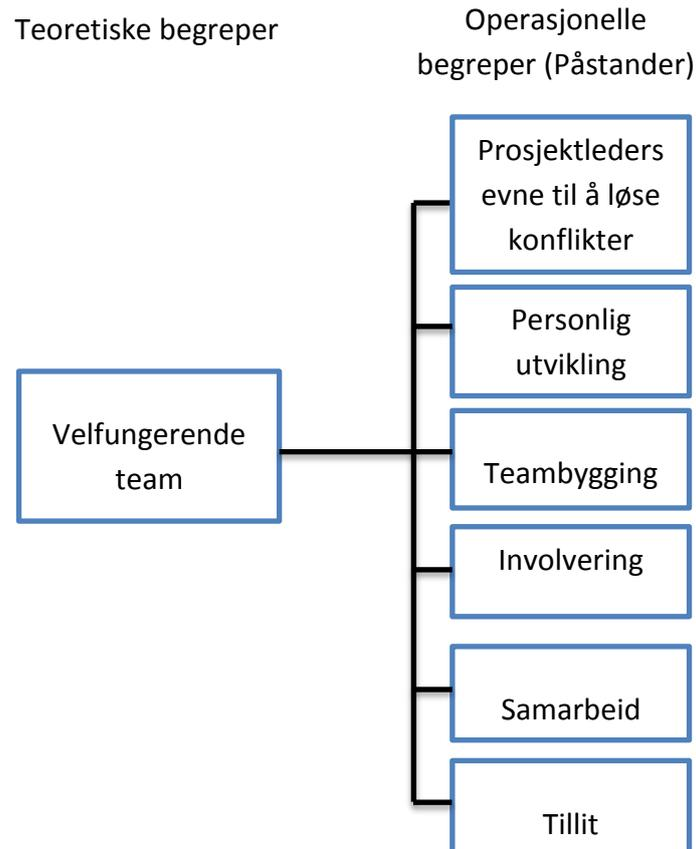 Teoretiske begreper
Operasjonelle
begreper (Påstander)
Prosjektleders
evne til å løse
konflikter
Personlig
utvikling
Velfungerende
team
Teambygging
Involvering
Samarbeid
Tillit